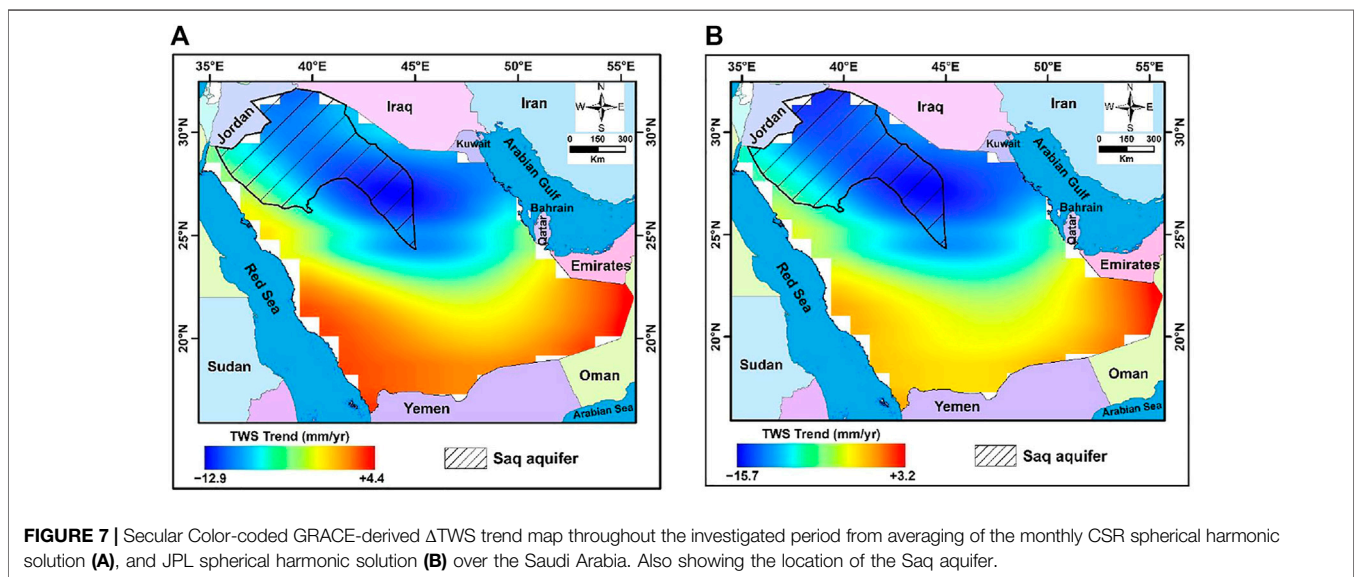 A
35°E 40°E 45°E 50°E 55°E
30°N
25°N
20°N
Jordan
Iraq
Iran
N
W E
S
0 150 300
Km
Kuwait
Arabian Gulf
Bahrain
Qatar
Emirates
Red Sea
Sudan
Oman
Yemen
Arabian Sea
30°N
25°N
20°N
TWS Trend (mm/yr)
−12.9 +4.4
Saq aquifer
B
35°E 40°E 45°E 50°E 55°E
30°N
25°N
20°N
Jordan
Iraq
Iran
N
W E
S
0 150 300
Km
Kuwait
Arabian Gulf
Bahrain
Qatar
Emirates
Red Sea
Sudan
Oman
Yemen
Arabian Sea
30°N
25°N
20°N
TWS Trend (mm/yr)
−15.7 +3.2
Saq aquifer
FIGURE 7 | Secular Color-coded GRACE-derived ΔTWS trend map throughout the investigated period from averaging of the monthly CSR spherical harmonic
solution (A), and JPL spherical harmonic solution (B) over the Saudi Arabia. Also showing the location of the Saq aquifer.